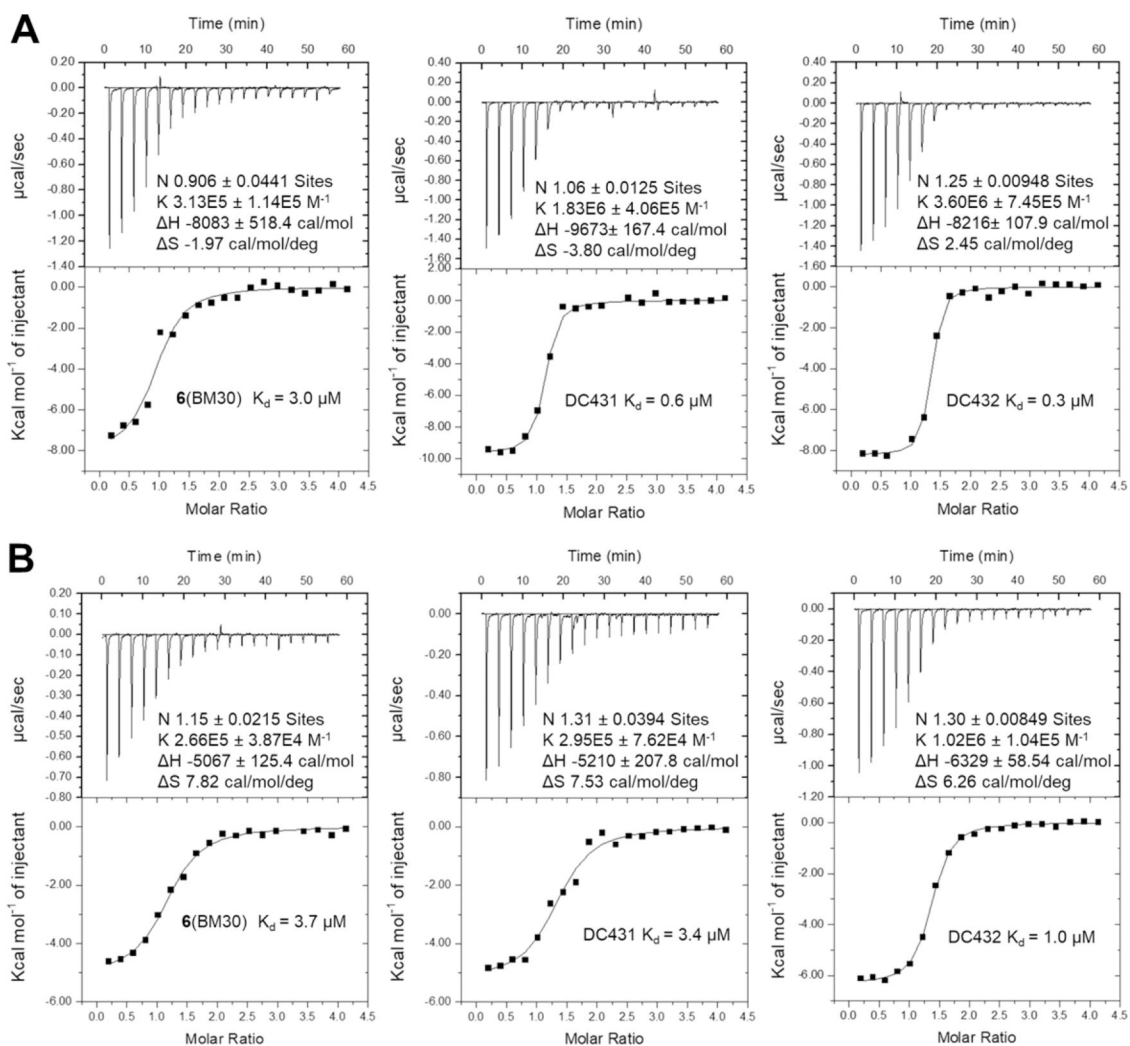 A
Time (min)
0 10 20 30 40 50 60
0.20
0.00
-0.20
-0.40
-0.60
-0.80
-1.00
-1.20
-1.40
µcal/sec
N 0.906 ± 0.0441 Sites
K 3.13E5 ± 1.14E5 M⁻¹
ΔH -8083 ± 518.4 cal/mol
ΔS -1.97 cal/mol/deg
0.00
-2.00
-4.00
-6.00
-8.00
Kcal mol⁻¹ of injectant
6(BM30) K_d = 3.0 µM
0.0 0.5 1.0 1.5 2.0 2.5 3.0 3.5 4.0 4.5
Molar Ratio
Time (min)
0 10 20 30 40 50 60
0.40
0.20
0.00
-0.20
-0.40
-0.60
-0.80
-1.00
-1.20
-1.40
-1.60
µcal/sec
N 1.06 ± 0.0125 Sites
K 1.83E6 ± 4.06E5 M⁻¹
ΔH -9673± 167.4 cal/mol
ΔS -3.80 cal/mol/deg
2.00
0.00
-2.00
-4.00
-6.00
-8.00
-10.00
Kcal mol⁻¹ of injectant
DC431 K_d = 0.6 µM
0.0 0.5 1.0 1.5 2.0 2.5 3.0 3.5 4.0 4.5
Molar Ratio
Time (min)
0 10 20 30 40 50 60
0.40
0.20
0.00
-0.20
-0.40
-0.60
-0.80
-1.00
-1.20
-1.40
-1.60
µcal/sec
N 1.25 ± 0.00948 Sites
K 3.60E6 ± 7.45E5 M⁻¹
ΔH -8216± 107.9 cal/mol
ΔS 2.45 cal/mol/deg
0.00
-2.00
-4.00
-6.00
-8.00
Kcal mol⁻¹ of injectant
DC432 K_d = 0.3 µM
0.0 0.5 1.0 1.5 2.0 2.5 3.0 3.5 4.0 4.5
Molar Ratio
B
Time (min)
0 10 20 30 40 50 60
0.20
0.10
0.00
-0.10
-0.20
-0.30
-0.40
-0.50
-0.60
-0.70
-0.80
µcal/sec
N 1.15 ± 0.0215 Sites
K 2.66E5 ± 3.87E4 M⁻¹
ΔH -5067 ± 125.4 cal/mol
ΔS 7.82 cal/mol/deg
0.00
-2.00
-4.00
-6.00
Kcal mol⁻¹ of injectant
6(BM30) K_d = 3.7 µM
0.0 0.5 1.0 1.5 2.0 2.5 3.0 3.5 4.0 4.5
Molar Ratio
Time (min)
0 10 20 30 40 50 60
0.00
-0.20
-0.40
-0.60
-0.80
µcal/sec
N 1.31 ± 0.0394 Sites
K 2.95E5 ± 7.62E4 M⁻¹
ΔH -5210 ± 207.8 cal/mol
ΔS 7.53 cal/mol/deg
0.00
-2.00
-4.00
-6.00
Kcal mol⁻¹ of injectant
DC431 K_d = 3.4 µM
0.0 0.5 1.0 1.5 2.0 2.5 3.0 3.5 4.0 4.5
Molar Ratio
Time (min)
0 10 20 30 40 50 60
0.00
-0.20
-0.40
-0.60
-0.80
-1.00
-1.20
µcal/sec
N 1.30 ± 0.00849 Sites
K 1.02E6 ± 1.04E5 M⁻¹
ΔH -6329 ± 58.54 cal/mol
ΔS 6.26 cal/mol/deg
0.00
-2.00
-4.00
-6.00
Kcal mol⁻¹ of injectant
DC432 K_d = 1.0 µM
0.0 0.5 1.0 1.5 2.0 2.5 3.0 3.5 4.0 4.5
Molar Ratio